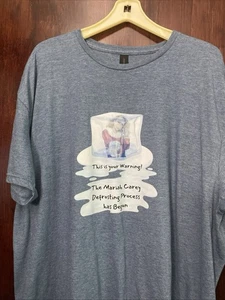 This is your Warning!
The Mariah Carey
Defrosting Process
has Begun